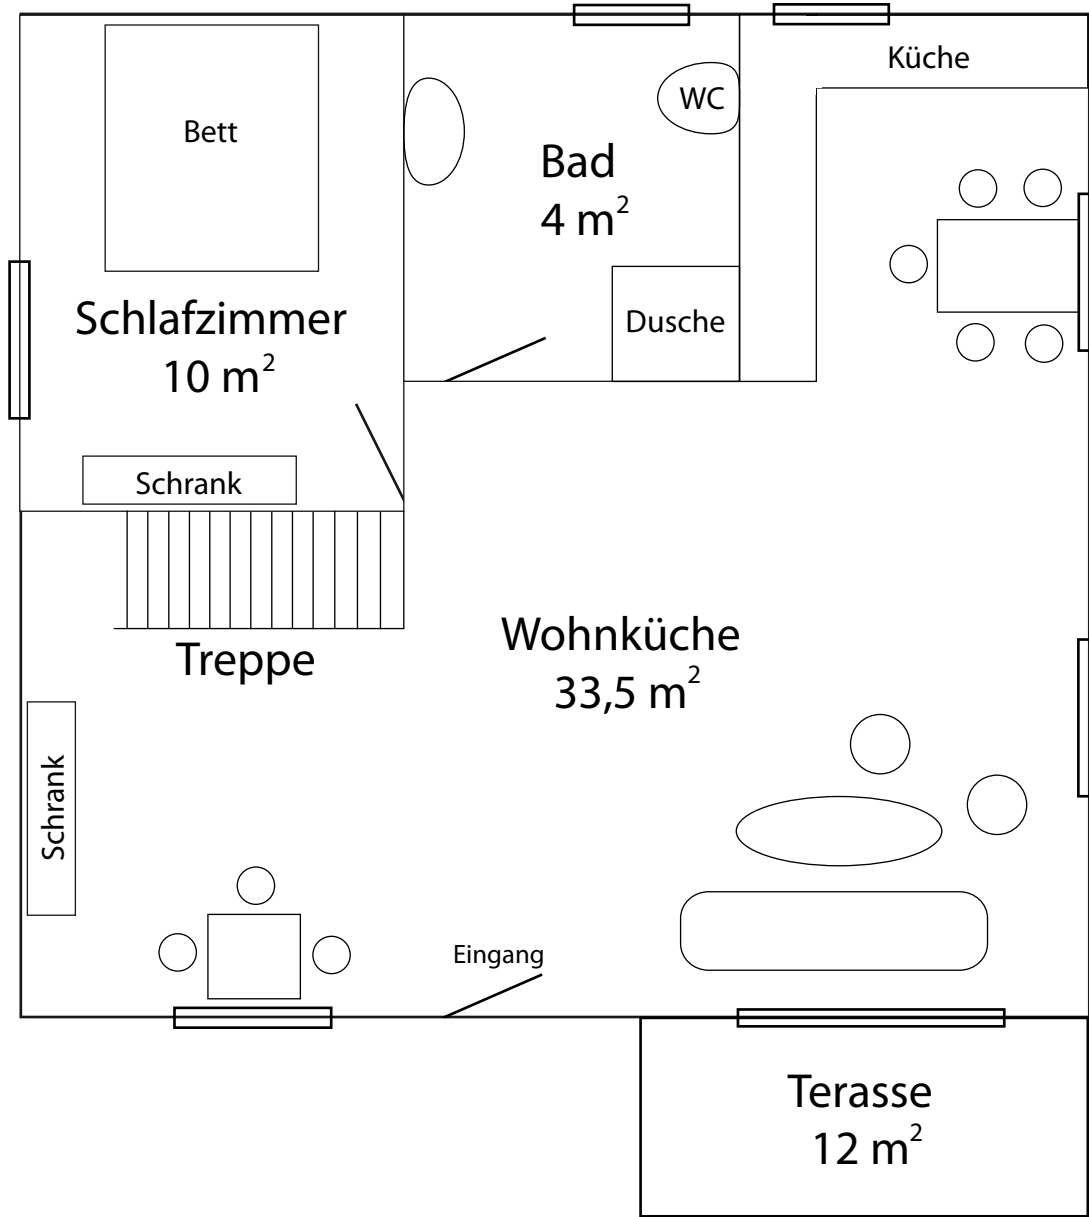 Küche
Bett
WC
Bad
4 m²
Schlafzimmer
10 m²
Dusche
Schrank
Treppe
Wohnküche
33,5 m²
Schrank
Eingang
Terasse
12 m²